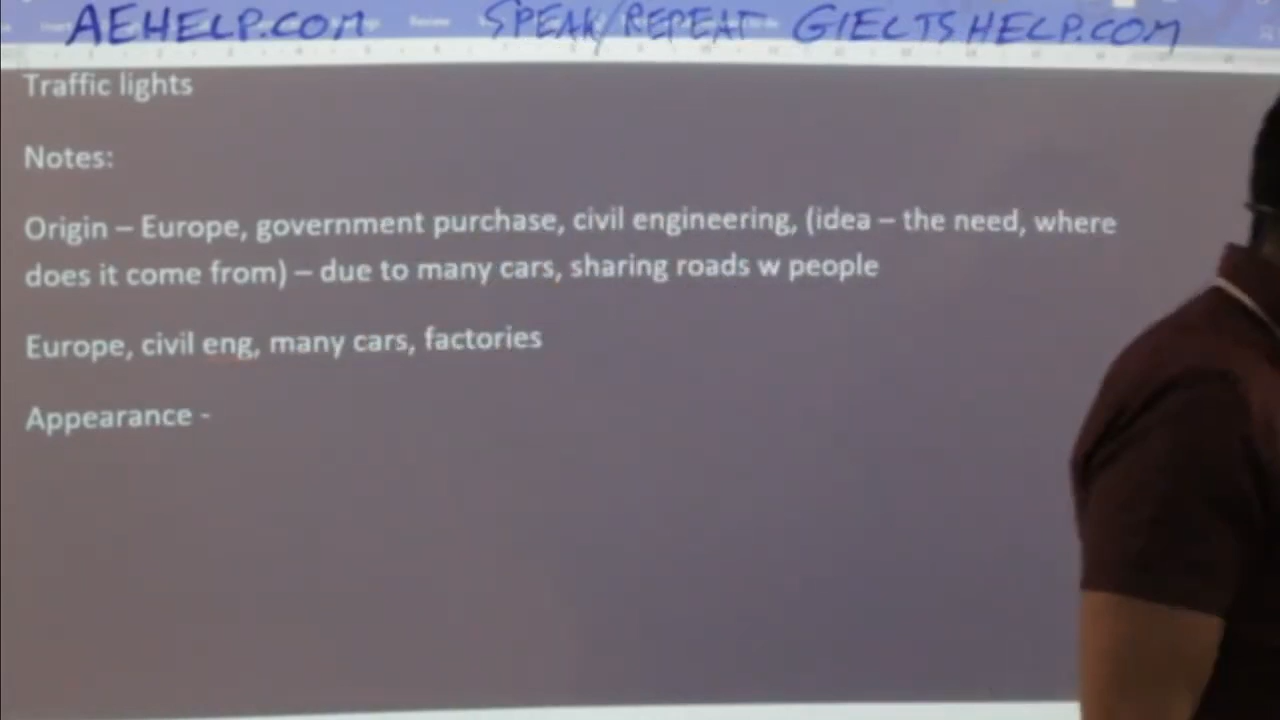 AEHELP.COM SPEAK/REPEAT GIELTSHELP.COM
Traffic lights
Notes:
Origin – Europe, government purchase, civil engineering, (idea – the need, where
does it come from) – due to many cars, sharing roads w people
Europe, civil eng, many cars, factories
Appearance -